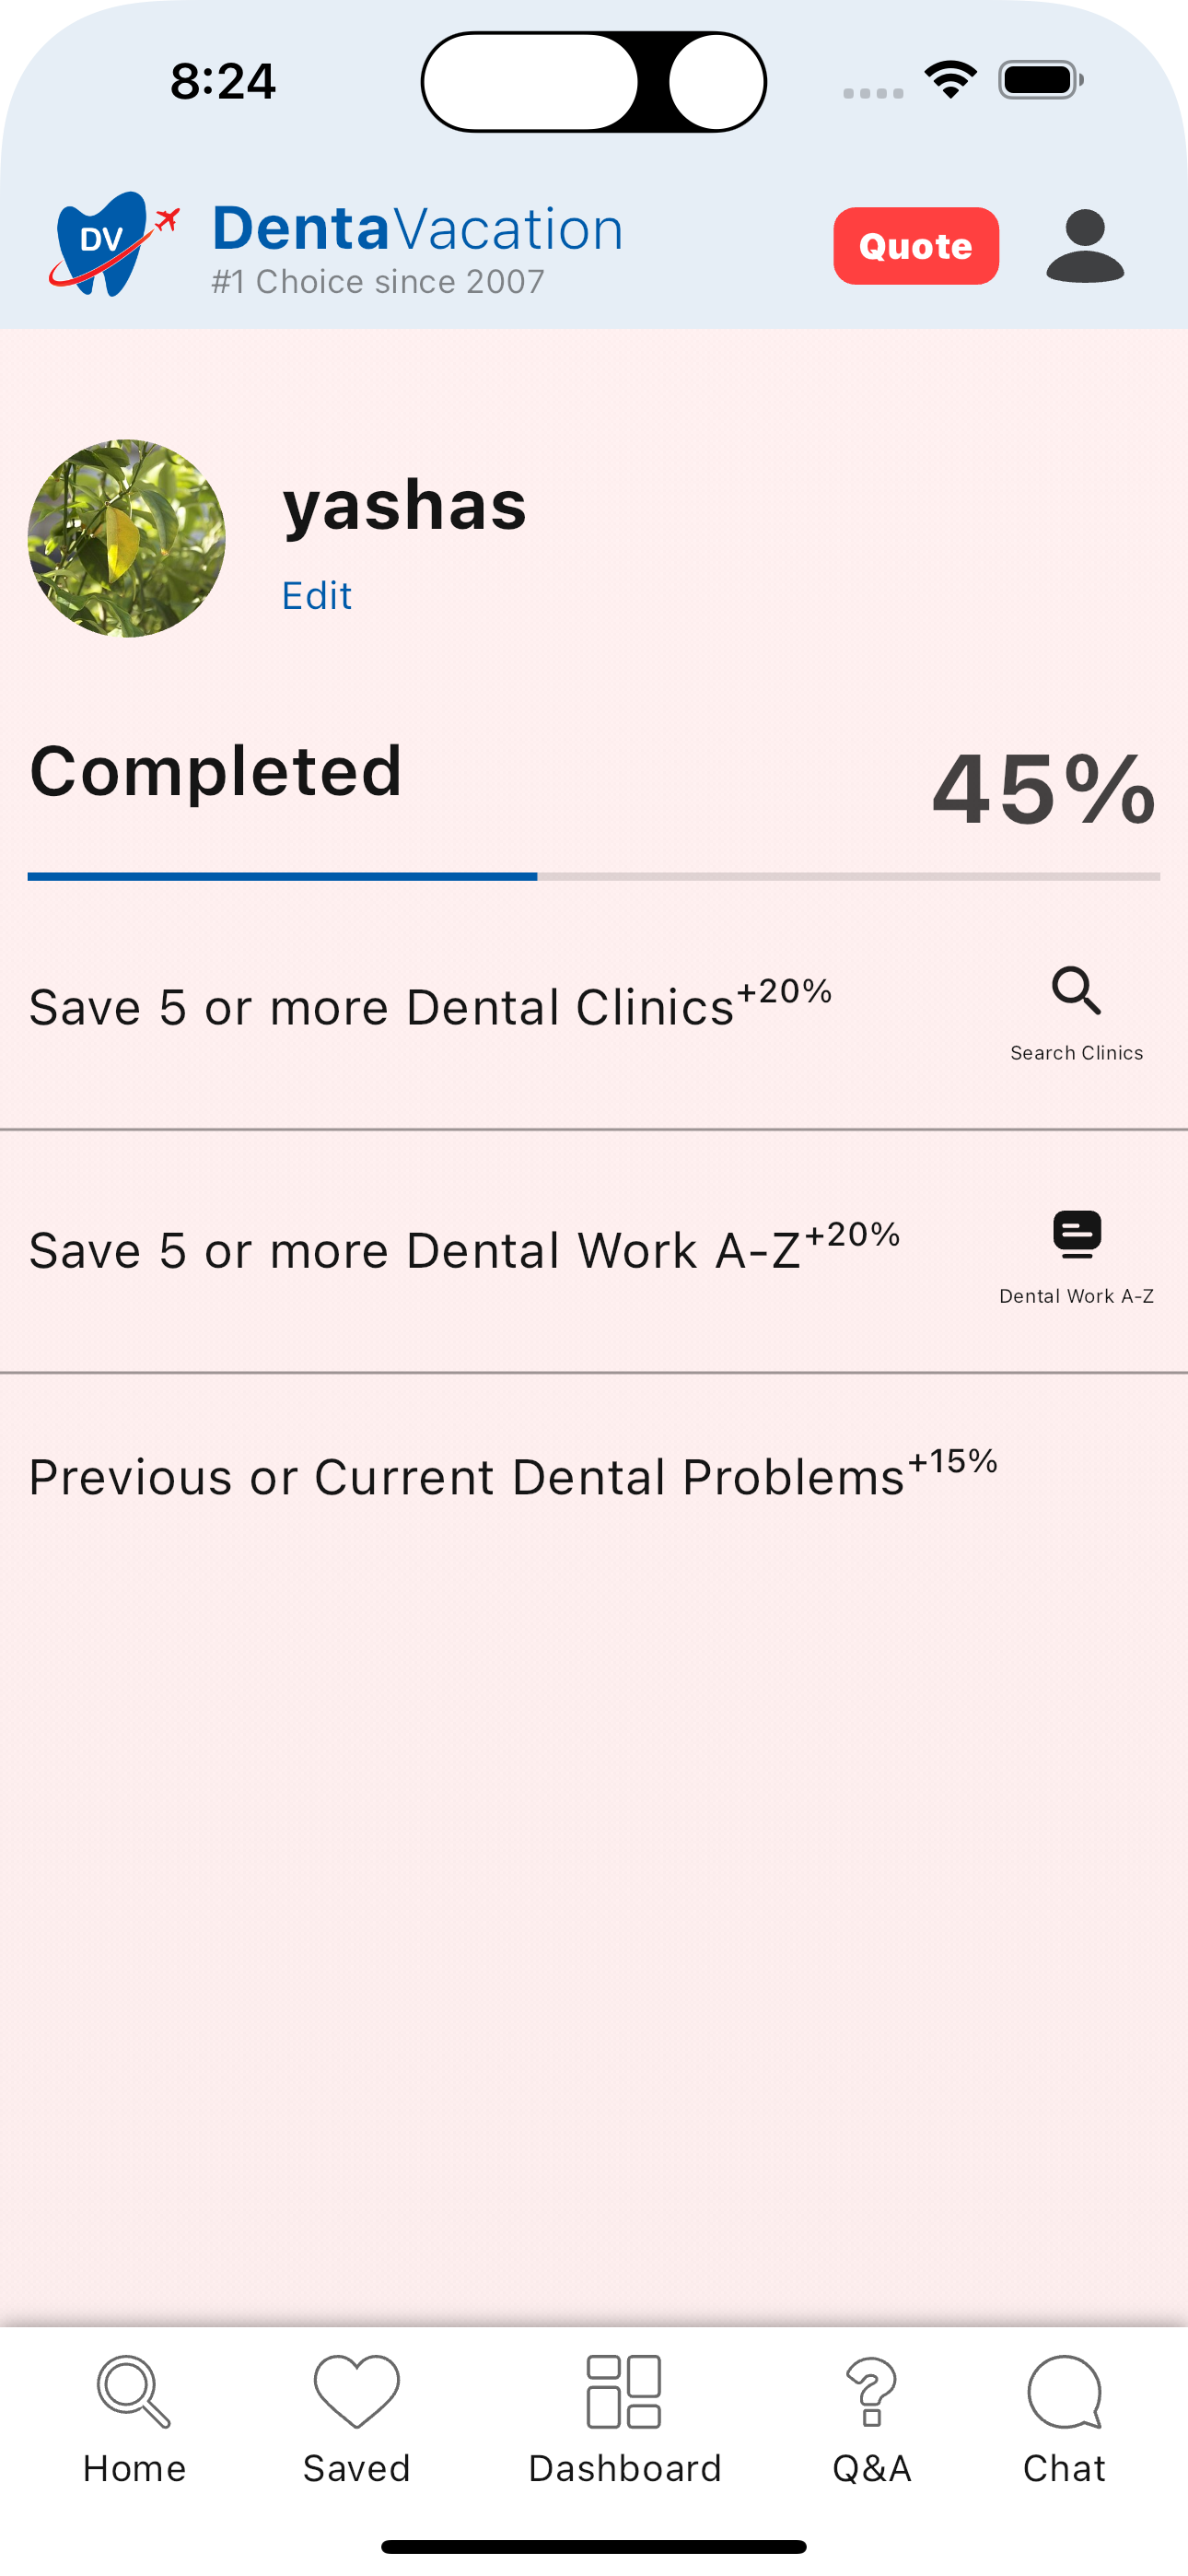 8:24
DV
DentaVacation
#1 Choice since 2007
Quote
yashas
Edit
Completed
45%
Save 5 or more Dental Clinics+20%
Search Clinics
Save 5 or more Dental Work A-Z+20%
Dental Work A-Z
Previous or Current Dental Problems+15%
Home
Saved
Dashboard
Q&A
Chat